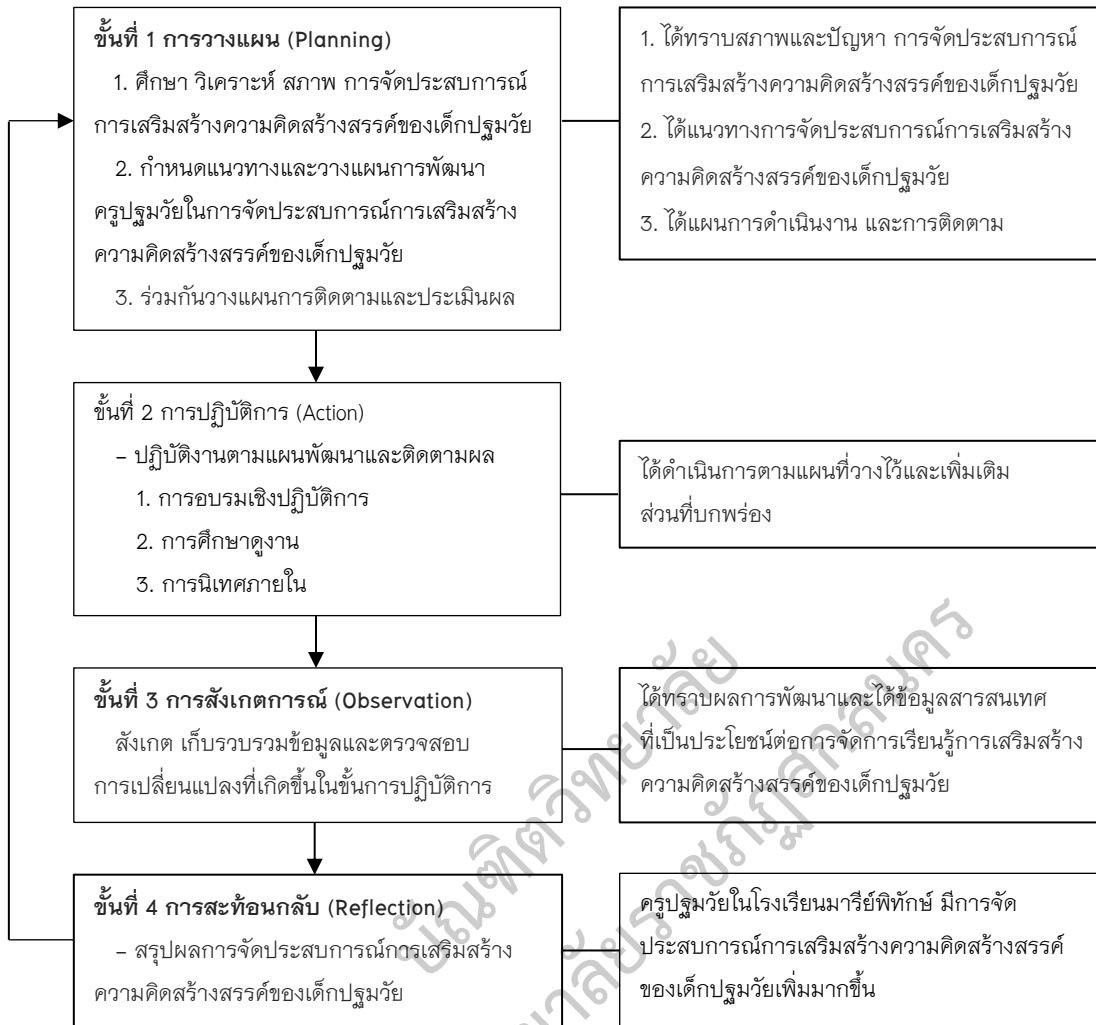 ขั้นที่ 1 การวางแผน (Planning)
1. ศึกษา วิเคราะห์ สภาพ การจัดประสบการณ์
การเสริมสร้างความคิดสร้างสรรค์ของเด็กปฐมวัย
2. กำหนดแนวทางและวางแผนการพัฒนา
ครูปฐมวัยในการจัดประสบการณ์การเสริมสร้าง
ความคิดสร้างสรรค์ของเด็กปฐมวัย
3. ร่วมกันวางแผนการติดตามและประเมินผล
1. ได้ทราบสภาพและปัญหา การจัดประสบการณ์
การเสริมสร้างความคิดสร้างสรรค์ของเด็กปฐมวัย
2. ได้แนวทางการจัดประสบการณ์การเสริมสร้าง
ความคิดสร้างสรรค์ของเด็กปฐมวัย
3. ได้แผนการดำเนินงาน และการติดตาม
ขั้นที่ 2 การปฏิบัติการ (Action)
– ปฏิบัติงานตามแผนพัฒนาและติดตามผล
1. การอบรมเชิงปฏิบัติการ
2. การศึกษาดูงาน
3. การนิเทศภายใน
ได้ดำเนินการตามแผนที่วางไว้และเพิ่มเติม
ส่วนที่บกพร่อง
ขั้นที่ 3 การสังเกตการณ์ (Observation)
สังเกต เก็บรวบรวมข้อมูลและตรวจสอบ
การเปลี่ยนแปลงที่เกิดขึ้นในขั้นการปฏิบัติการ
ได้ทราบผลการพัฒนาและได้ข้อมูลสารสนเทศ
ที่เป็นประโยชน์ต่อการจัดการเรียนรู้การเสริมสร้าง
ความคิดสร้างสรรค์ของเด็กปฐมวัย
ขั้นที่ 4 การสะท้อนกลับ (Reflection)
– สรุปผลการจัดประสบการณ์การเสริมสร้าง
ความคิดสร้างสรรค์ของเด็กปฐมวัย
ครูปฐมวัยในโรงเรียนมารีย์พิทักษ์ มีการจัด
ประสบการณ์การเสริมสร้างความคิดสร้างสรรค์
ของเด็กปฐมวัยเพิ่มมากขึ้น
บัณฑิตวิทยาลัย
ราชภัฏสกลนคร